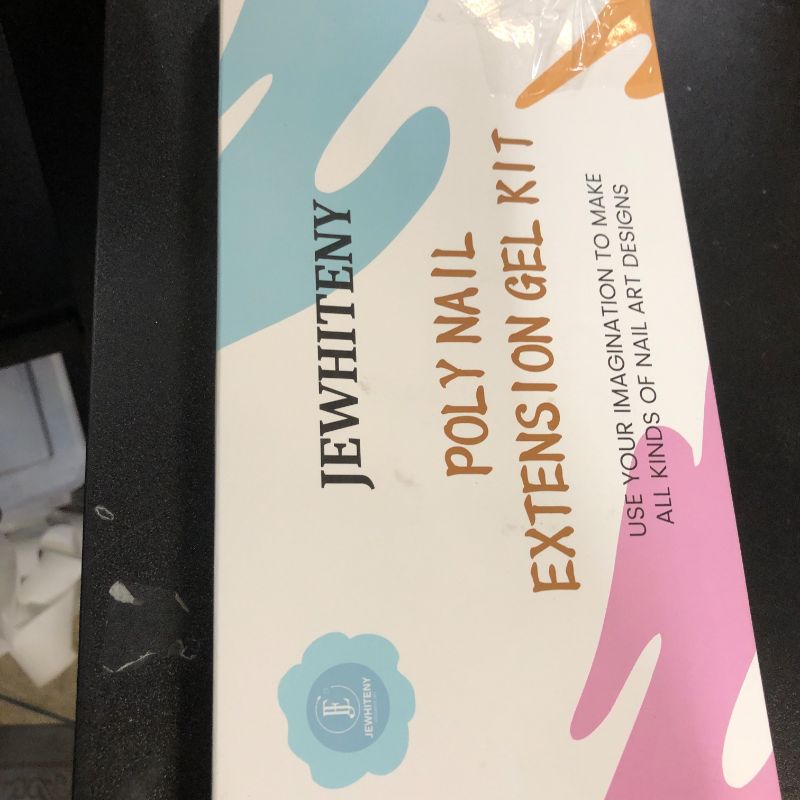 JEWHITENY
POLY NAIL
EXTENSION GEL KIT
USE YOUR IMAGINATION TO MAKE
ALL KINDS OF NAIL ART DESIGNS
JEWHITENY